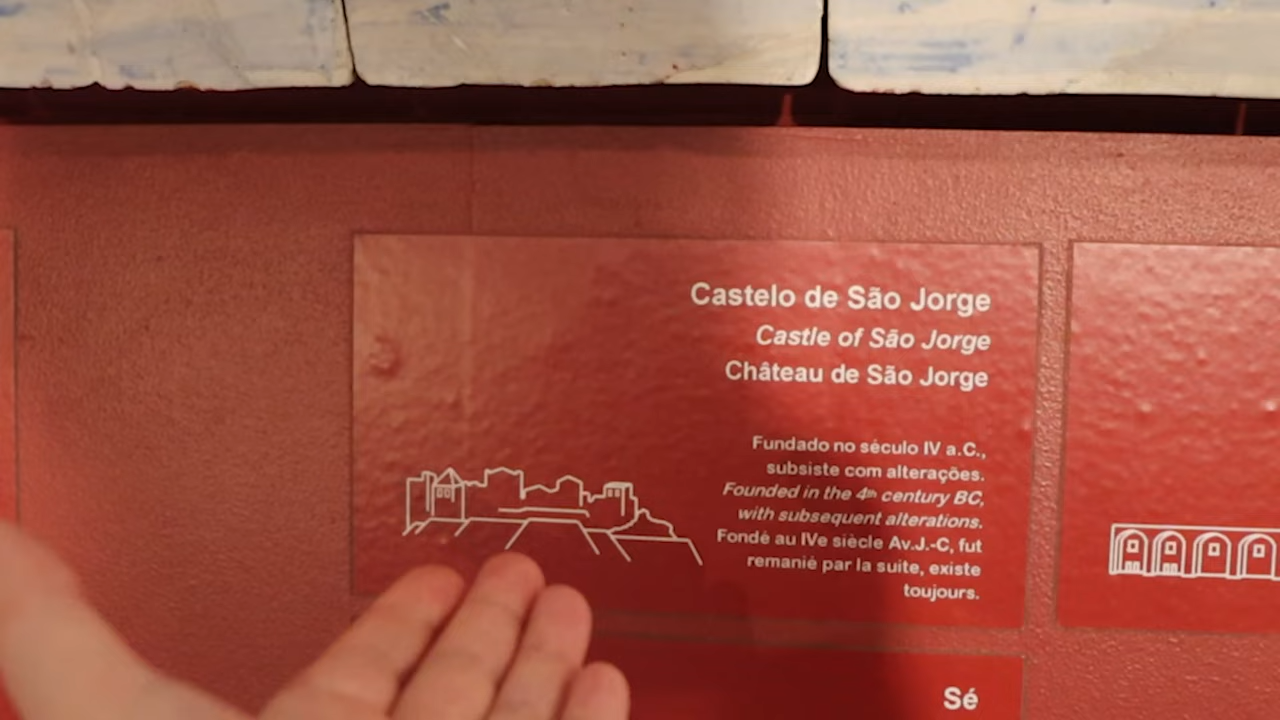 Castelo de São Jorge
Castle of São Jorge
Château de São Jorge
Fundado no século IV a.C.,
subsiste com alterações.
Founded in the 4th century BC,
with subsequent alterations.
Fondé au IVe siècle Av.J.-C, fut
remanié par la suite, existe
toujours.
Sé